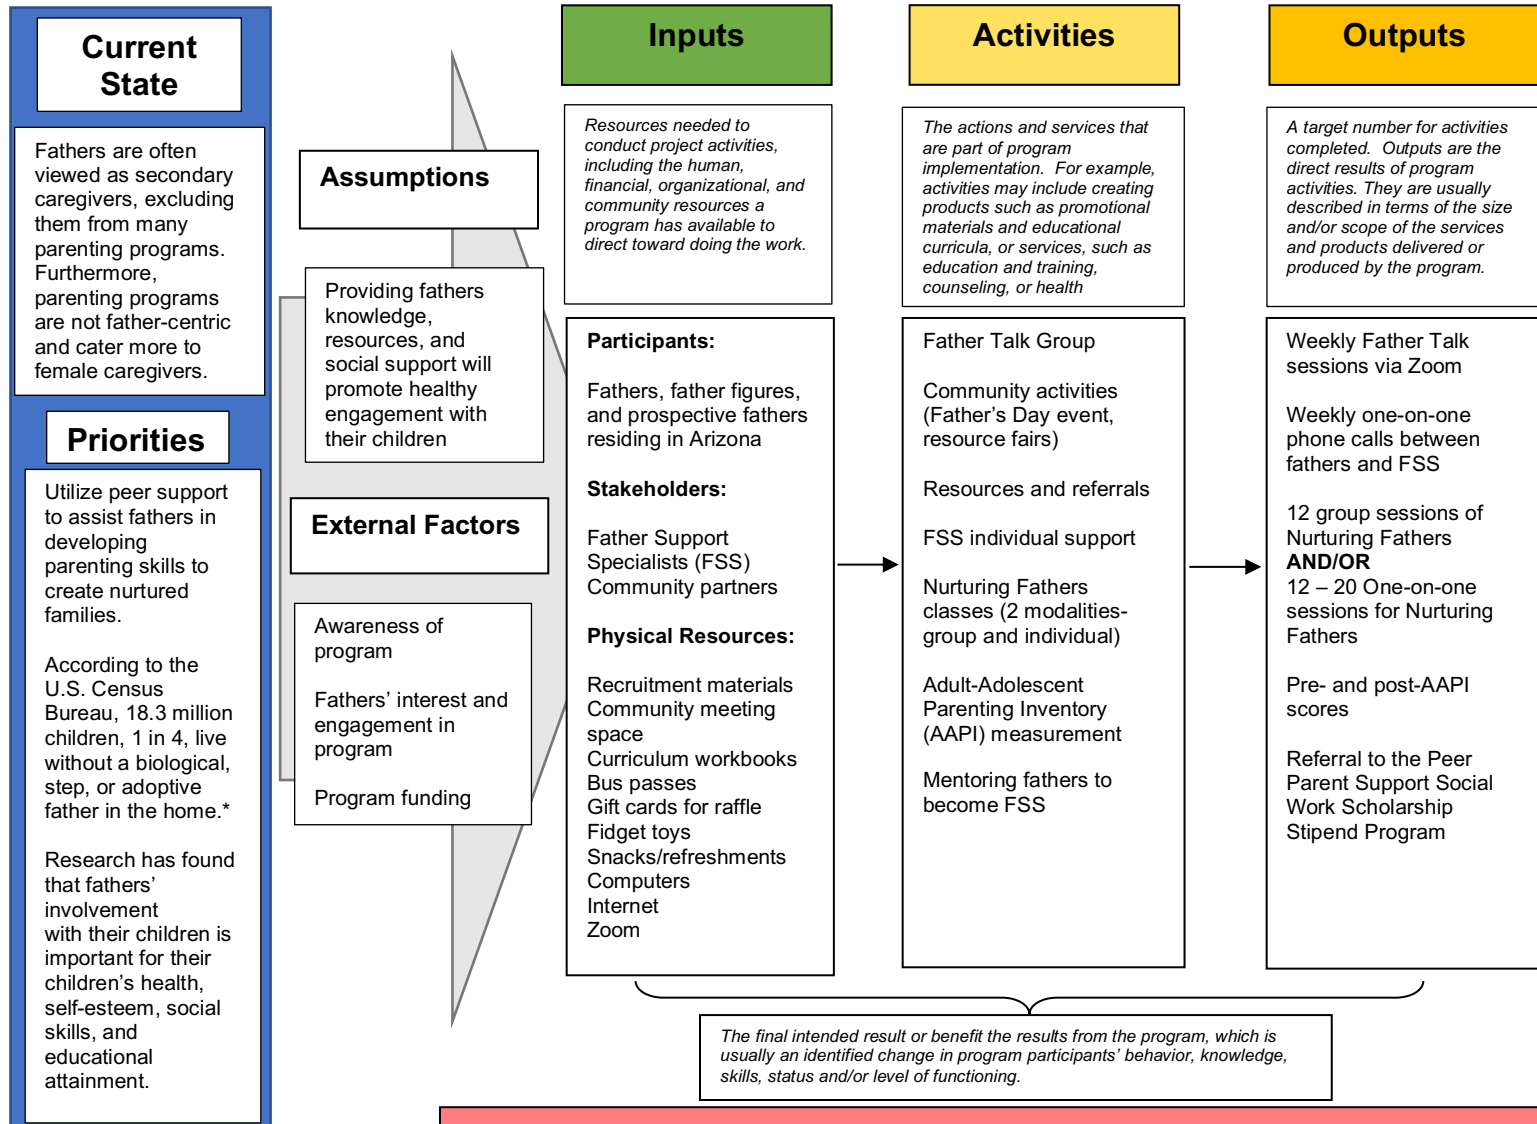 Current
State
Fathers are often
viewed as secondary
caregivers, excluding
them from many
parenting programs.
Furthermore,
parenting programs
are not father-centric
and cater more to
female caregivers.
Priorities
Utilize peer support
to assist fathers in
developing
parenting skills to
create nurtured
families.
According to the
U.S. Census
Bureau, 18.3 million
children, 1 in 4, live
without a biological,
step, or adoptive
father in the home.*
Research has found
that fathers’
involvement
with their children is
important for their
children’s health,
self-esteem, social
skills, and
educational
attainment.
Assumptions
Providing fathers
knowledge,
resources, and
social support will
promote healthy
engagement with
their children
External Factors
Awareness of
program
Fathers’ interest and
engagement in
program
Program funding
Inputs
Resources needed to
conduct project activities,
including the human,
financial, organizational, and
community resources a
program has available to
direct toward doing the work.
Participants:
Fathers, father figures,
and prospective fathers
residing in Arizona
Stakeholders:
Father Support
Specialists (FSS)
Community partners
Physical Resources:
Recruitment materials
Community meeting
space
Curriculum workbooks
Bus passes
Gift cards for raffle
Fidget toys
Snacks/refreshments
Computers
Internet
Zoom
Activities
The actions and services that
are part of program
implementation.  For example,
activities may include creating
products such as promotional
materials and educational
curricula, or services, such as
education and training,
counseling, or health
Father Talk Group
Community activities
(Father’s Day event,
resource fairs)
Resources and referrals
FSS individual support
Nurturing Fathers
classes (2 modalities-
group and individual)
Adult-Adolescent
Parenting Inventory
(AAPI) measurement
Mentoring fathers to
become FSS
Outputs
A target number for activities
completed.  Outputs are the
direct results of program
activities. They are usually
described in terms of the size
and/or scope of the services
and products delivered or
produced by the program.
Weekly Father Talk
sessions via Zoom
Weekly one-on-one
phone calls between
fathers and FSS
12 group sessions of
Nurturing Fathers
AND/OR
12 – 20 One-on-one
sessions for Nurturing
Fathers
Pre- and post-AAPI
scores
Referral to the Peer
Parent Support Social
Work Scholarship
Stipend Program
The final intended result or benefit the results from the program, which is
usually an identified change in program participants’ behavior, knowledge,
skills, status and/or level of functioning.